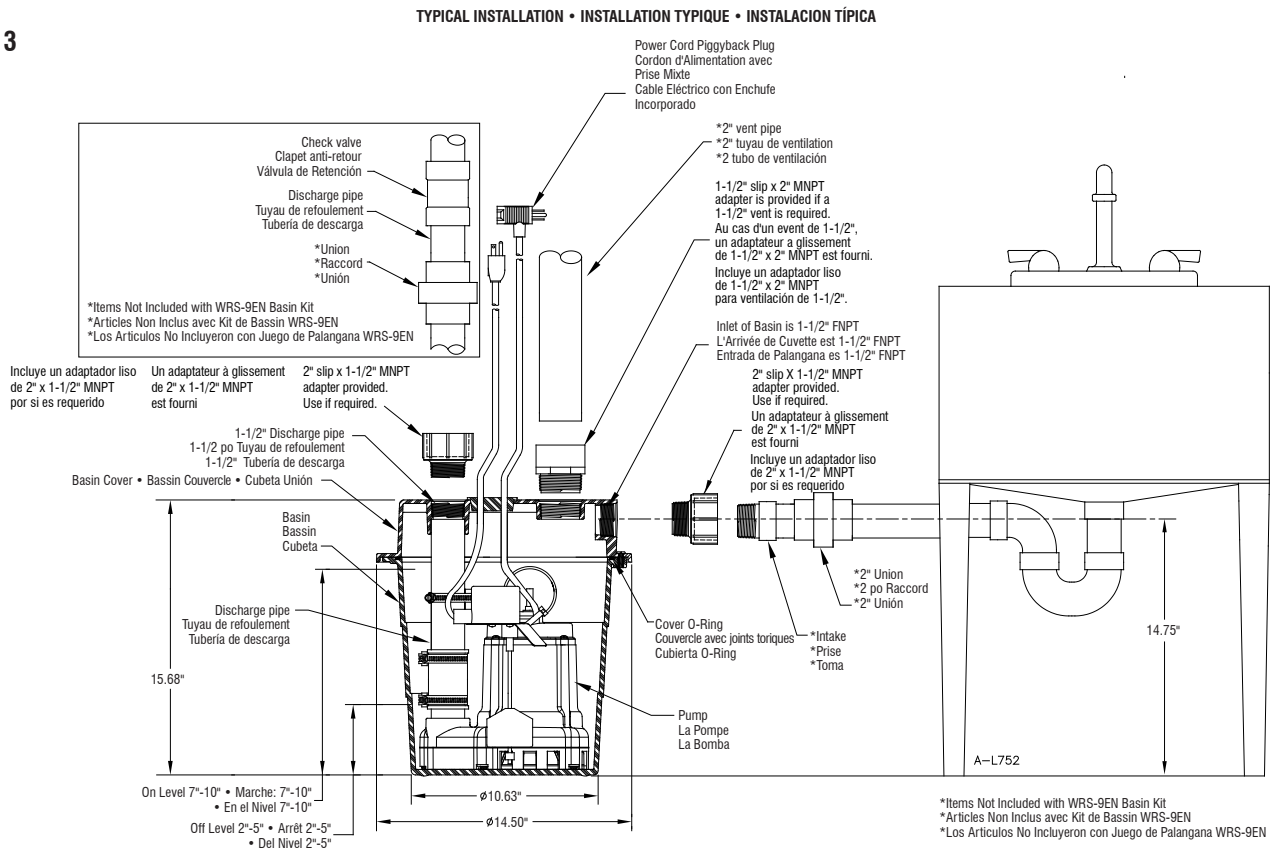 TYPICAL INSTALLATION • INSTALLATION TYPIQUE • INSTALACION TÍPICA
3
Power Cord Piggyback Plug
Cordon d'Alimentation avec
Prise Mixte
Cable Eléctrico con Enchufe
Incorporado
Check valve
Clapet anti-retour
Válvula de Retención
Discharge pipe
Tuyau de refoulement
Tubería de descarga
*Union
*Raccord
*Unión
*Items Not Included with WRS-9EN Basin Kit
*Articles Non Inclus avec Kit de Bassin WRS-9EN
*Los Articulos No Incluyeron con Juego de Palangana WRS-9EN
*2" vent pipe
*2" tuyau de ventilation
*2 tubo de ventilación
1-1/2" slip x 2" MNPT
adapter is provided if a
1-1/2" vent is required.
Au cas d'un event de 1-1/2",
un adaptateur a glissement
de 1-1/2" x 2" MNPT est fourni.
Incluye un adaptador liso
de 1-1/2" x 2" MNPT
para ventilación de 1-1/2".
Inlet of Basin is 1-1/2" FNPT
L'Arrivée de Cuvette est 1-1/2" FNPT
Entrada de Palangana es 1-1/2" FNPT
Incluye un adaptador liso
de 2" x 1-1/2" MNPT
por si es requerido
Un adaptateur à glissement
de 2" x 1-1/2" MNPT
est fourni
2" slip x 1-1/2" MNPT
adapter provided.
Use if required.
2" slip X 1-1/2" MNPT
adapter provided.
Use if required.
Un adaptateur à glissement
de 2" x 1-1/2" MNPT
est fourni
Incluye un adaptador liso
de 2" x 1-1/2" MNPT
por si es requerido
1-1/2" Discharge pipe
1-1/2 po Tuyau de refoulement
1-1/2" Tubería de descarga
Basin Cover • Bassin Couvercle • Cubeta Unión
Basin
Bassin
Cubeta
Discharge pipe
Tuyau de refoulement
Tubería de descarga
*2" Union
*2 po Raccord
*2" Unión
Cover O-Ring
Couvercle avec joints toriques
Cubierta O-Ring
*Intake
*Prise
*Toma
14.75"
15.68"
Pump
La Pompe
La Bomba
A-L752
On Level 7"-10" • Marche: 7"-10"
• En el Nivel 7"-10"
ø10.63"
ø14.50"
Off Level 2"-5" • Arrêt 2"-5"
• Del Nivel 2"-5"
*Items Not Included with WRS-9EN Basin Kit
*Articles Non Inclus avec Kit de Bassin WRS-9EN
*Los Articulos No Incluyeron con Juego de Palangana WRS-9EN